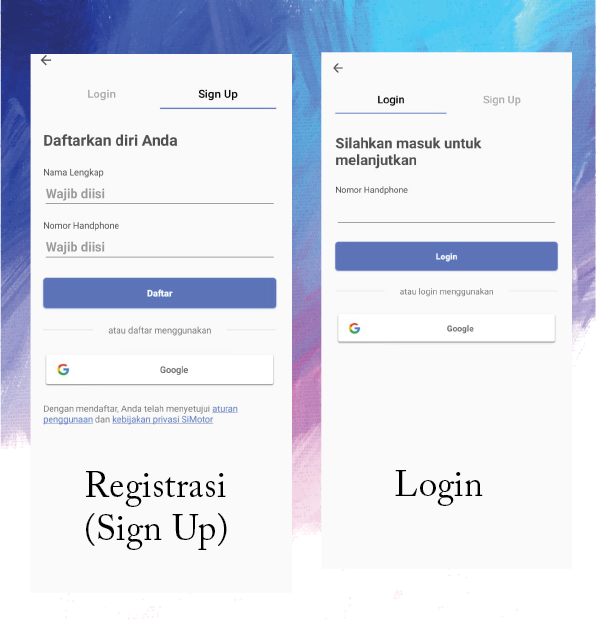 Login
Sign Up
Daftarkan diri Anda
Nama Lengkap
Wajib diisi
Nomor Handphone
Wajib diisi
Daftar
atau daftar menggunakan
Google
Dengan mendaftar, Anda telah menyetujui aturan
penggunaan dan kebijakan privasi SiMotor
Registrasi
(Sign Up)
Login
Sign Up
Silahkan masuk untuk
melanjutkan
Nomor Handphone
Login
atau login menggunakan
Google
Login